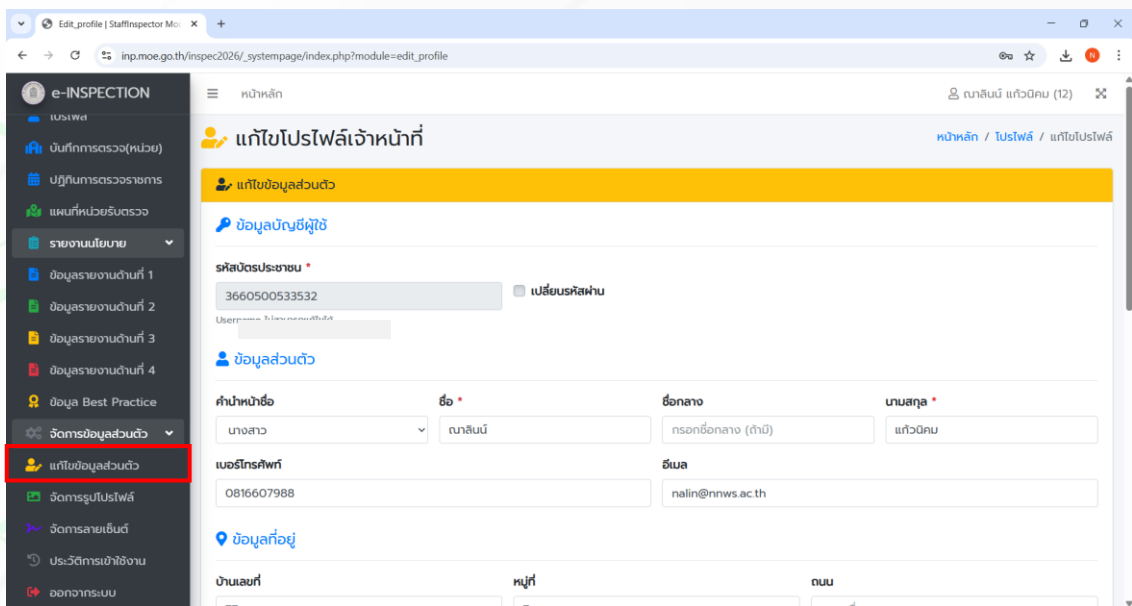 Edit_profile | StaffInspector Mo
inp.moe.go.th/inspec2026/_systempage/index.php?module=edit_profile
N
e-INSPECTION
หน้าหลัก
ณาลินน์ แก้วนิคม (12)
โปรไฟล์
บันทึกการตรวจ(หน่วย)
ปฏิทินการตรวจราชการ
แผนที่หน่วยรับตรวจ
รายงานนโยบาย
ข้อมูลรายงานด้านที่ 1
ข้อมูลรายงานด้านที่ 2
ข้อมูลรายงานด้านที่ 3
ข้อมูลรายงานด้านที่ 4
ข้อมูล Best Practice
จัดการข้อมูลส่วนตัว
แก้ไขข้อมูลส่วนตัว
จัดการรูปโปรไฟล์
จัดการลายเซ็นต์
ประวัติการเข้าใช้งาน
ออกจากระบบ
แก้ไขโปรไฟล์เจ้าหน้าที่
หน้าหลัก / โปรไฟล์ / แก้ไขโปรไฟล์
แก้ไขข้อมูลส่วนตัว
ข้อมูลบัญชีผู้ใช้
รหัสบัตรประชาชน *
3660500533532
เปลี่ยนรหัสผ่าน
Username ไม่สามารถแก้ไขได้
ข้อมูลส่วนตัว
คำนำหน้าชื่อ ชื่อ * ชื่อกลาง นามสกุล *
นางสาว ณาลินน์ กรอกชื่อกลาง (ถ้ามี) แก้วนิคม
เบอร์โทรศัพท์ อีเมล
0816607988 nalin@nnws.ac.th
ข้อมูลที่อยู่
บ้านเลขที่ หมู่ที่ ถนน